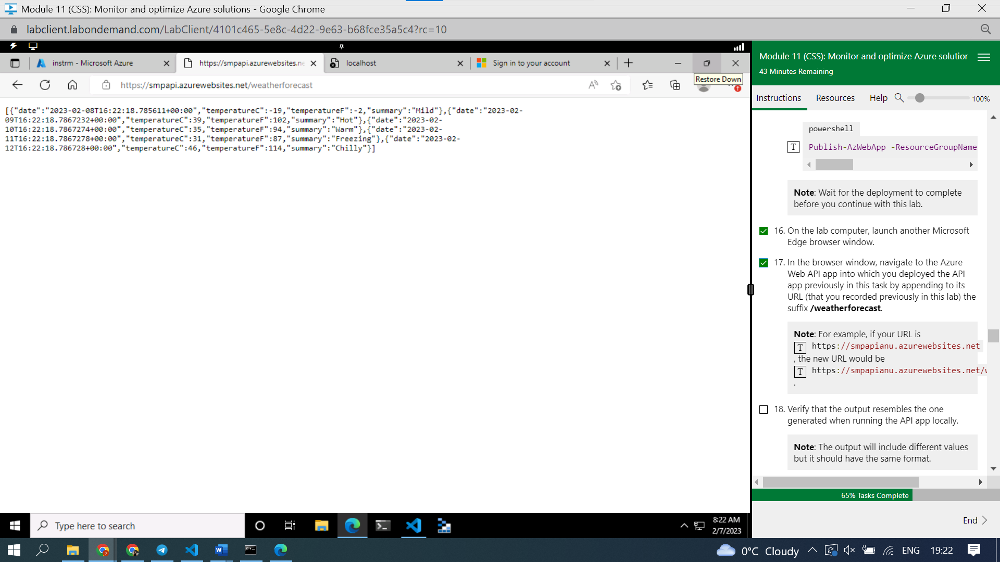 Module 11 (CSS): Monitor and optimize Azure solutions - Google Chrome
labclient.labondemand.com/LabClient/4101c465-5e8c-4d22-9e63-b68fce35a5c4?rc=10
instrm - Microsoft Azure
https://smpapi.azurewebsites.ne
localhost
Sign in to your account
https://smpapi.azurewebsites.net/weatherforecast
Restore Down
[{"date":"2023-02-08T16:22:18.785611+00:00","temperatureC":-19,"temperatureF":-2,"summary":"Mild"},{"date":"2023-02-
09T16:22:18.7867232+00:00","temperatureC":39,"temperatureF":102,"summary":"Hot"},{"date":"2023-02-
10T16:22:18.7867274+00:00","temperatureC":35,"temperatureF":94,"summary":"Warm"},{"date":"2023-02-
11T16:22:18.7867278+00:00","temperatureC":31,"temperatureF":87,"summary":"Freezing"},{"date":"2023-02-
12T16:22:18.786728+00:00","temperatureC":46,"temperatureF":114,"summary":"Chilly"}]
Module 11 (CSS): Monitor and optimize Azure solution
43 Minutes Remaining
Instructions
Resources
Help
100%
powershell
T
Publish-AzWebApp -ResourceGroupName
Note: Wait for the deployment to complete
before you continue with this lab.
16. On the lab computer, launch another Microsoft
Edge browser window.
17. In the browser window, navigate to the Azure
Web API app into which you deployed the API
app previously in this task by appending to its
URL (that you recorded previously in this lab) the
suffix /weatherforecast.
Note: For example, if your URL is
T https://smpapianu.azurewebsites.net
, the new URL would be
T https://smpapianu.azurewebsites.net/w
.
18. Verify that the output resembles the one
generated when running the API app locally.
Note: The output will include different values
but it should have the same format.
65% Tasks Complete
End
Type here to search
8:22 AM
2/7/2023
0°C Cloudy
ENG
19:22